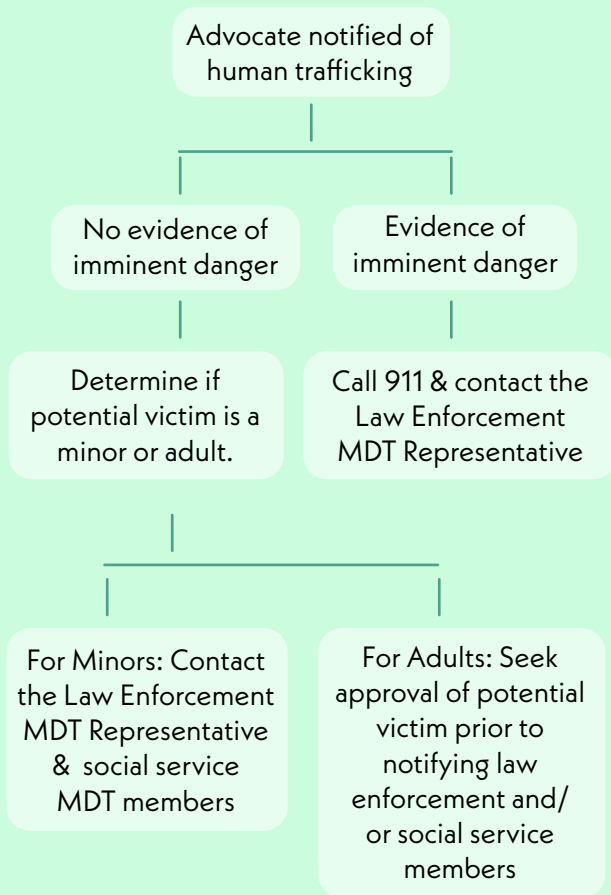 Advocate notified of
human trafficking
No evidence of
imminent danger
Evidence of
imminent danger
Determine if
potential victim is a
minor or adult.
Call 911 & contact the
Law Enforcement
MDT Representative
For Minors: Contact
the Law Enforcement
MDT Representative
& social service
MDT members
For Adults: Seek
approval of potential
victim prior to
notifying law
enforcement and/
or social service
members